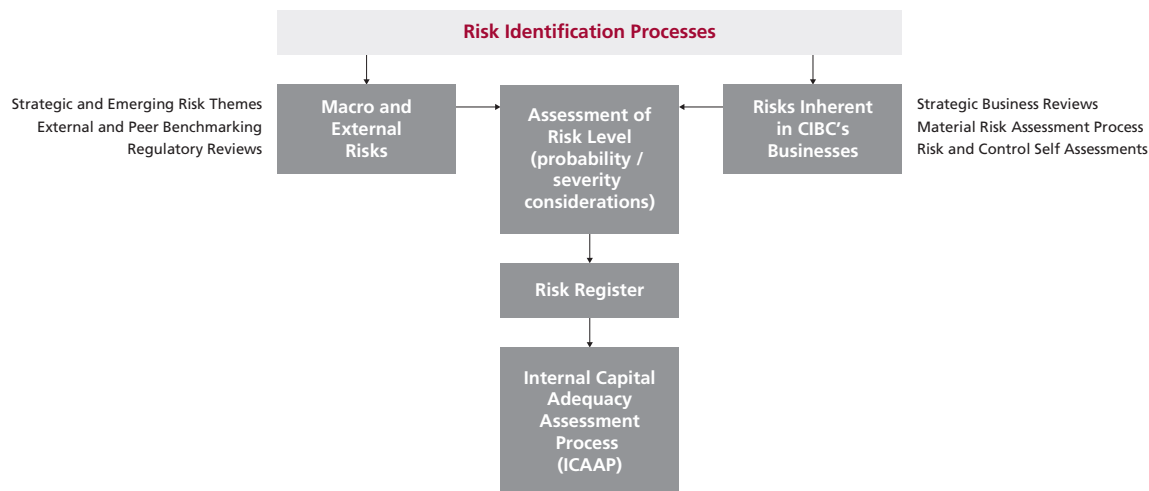 Risk Identification Processes
Strategic and Emerging Risk Themes
External and Peer Benchmarking
Regulatory Reviews
Macro and
External
Risks
Assessment of
Risk Level
(probability /
severity
considerations)
Risks Inherent
in CIBC’s
Businesses
Strategic Business Reviews
Material Risk Assessment Process
Risk and Control Self Assessments
Risk Register
Internal Capital
Adequacy
Assessment
Process
(ICAAP)